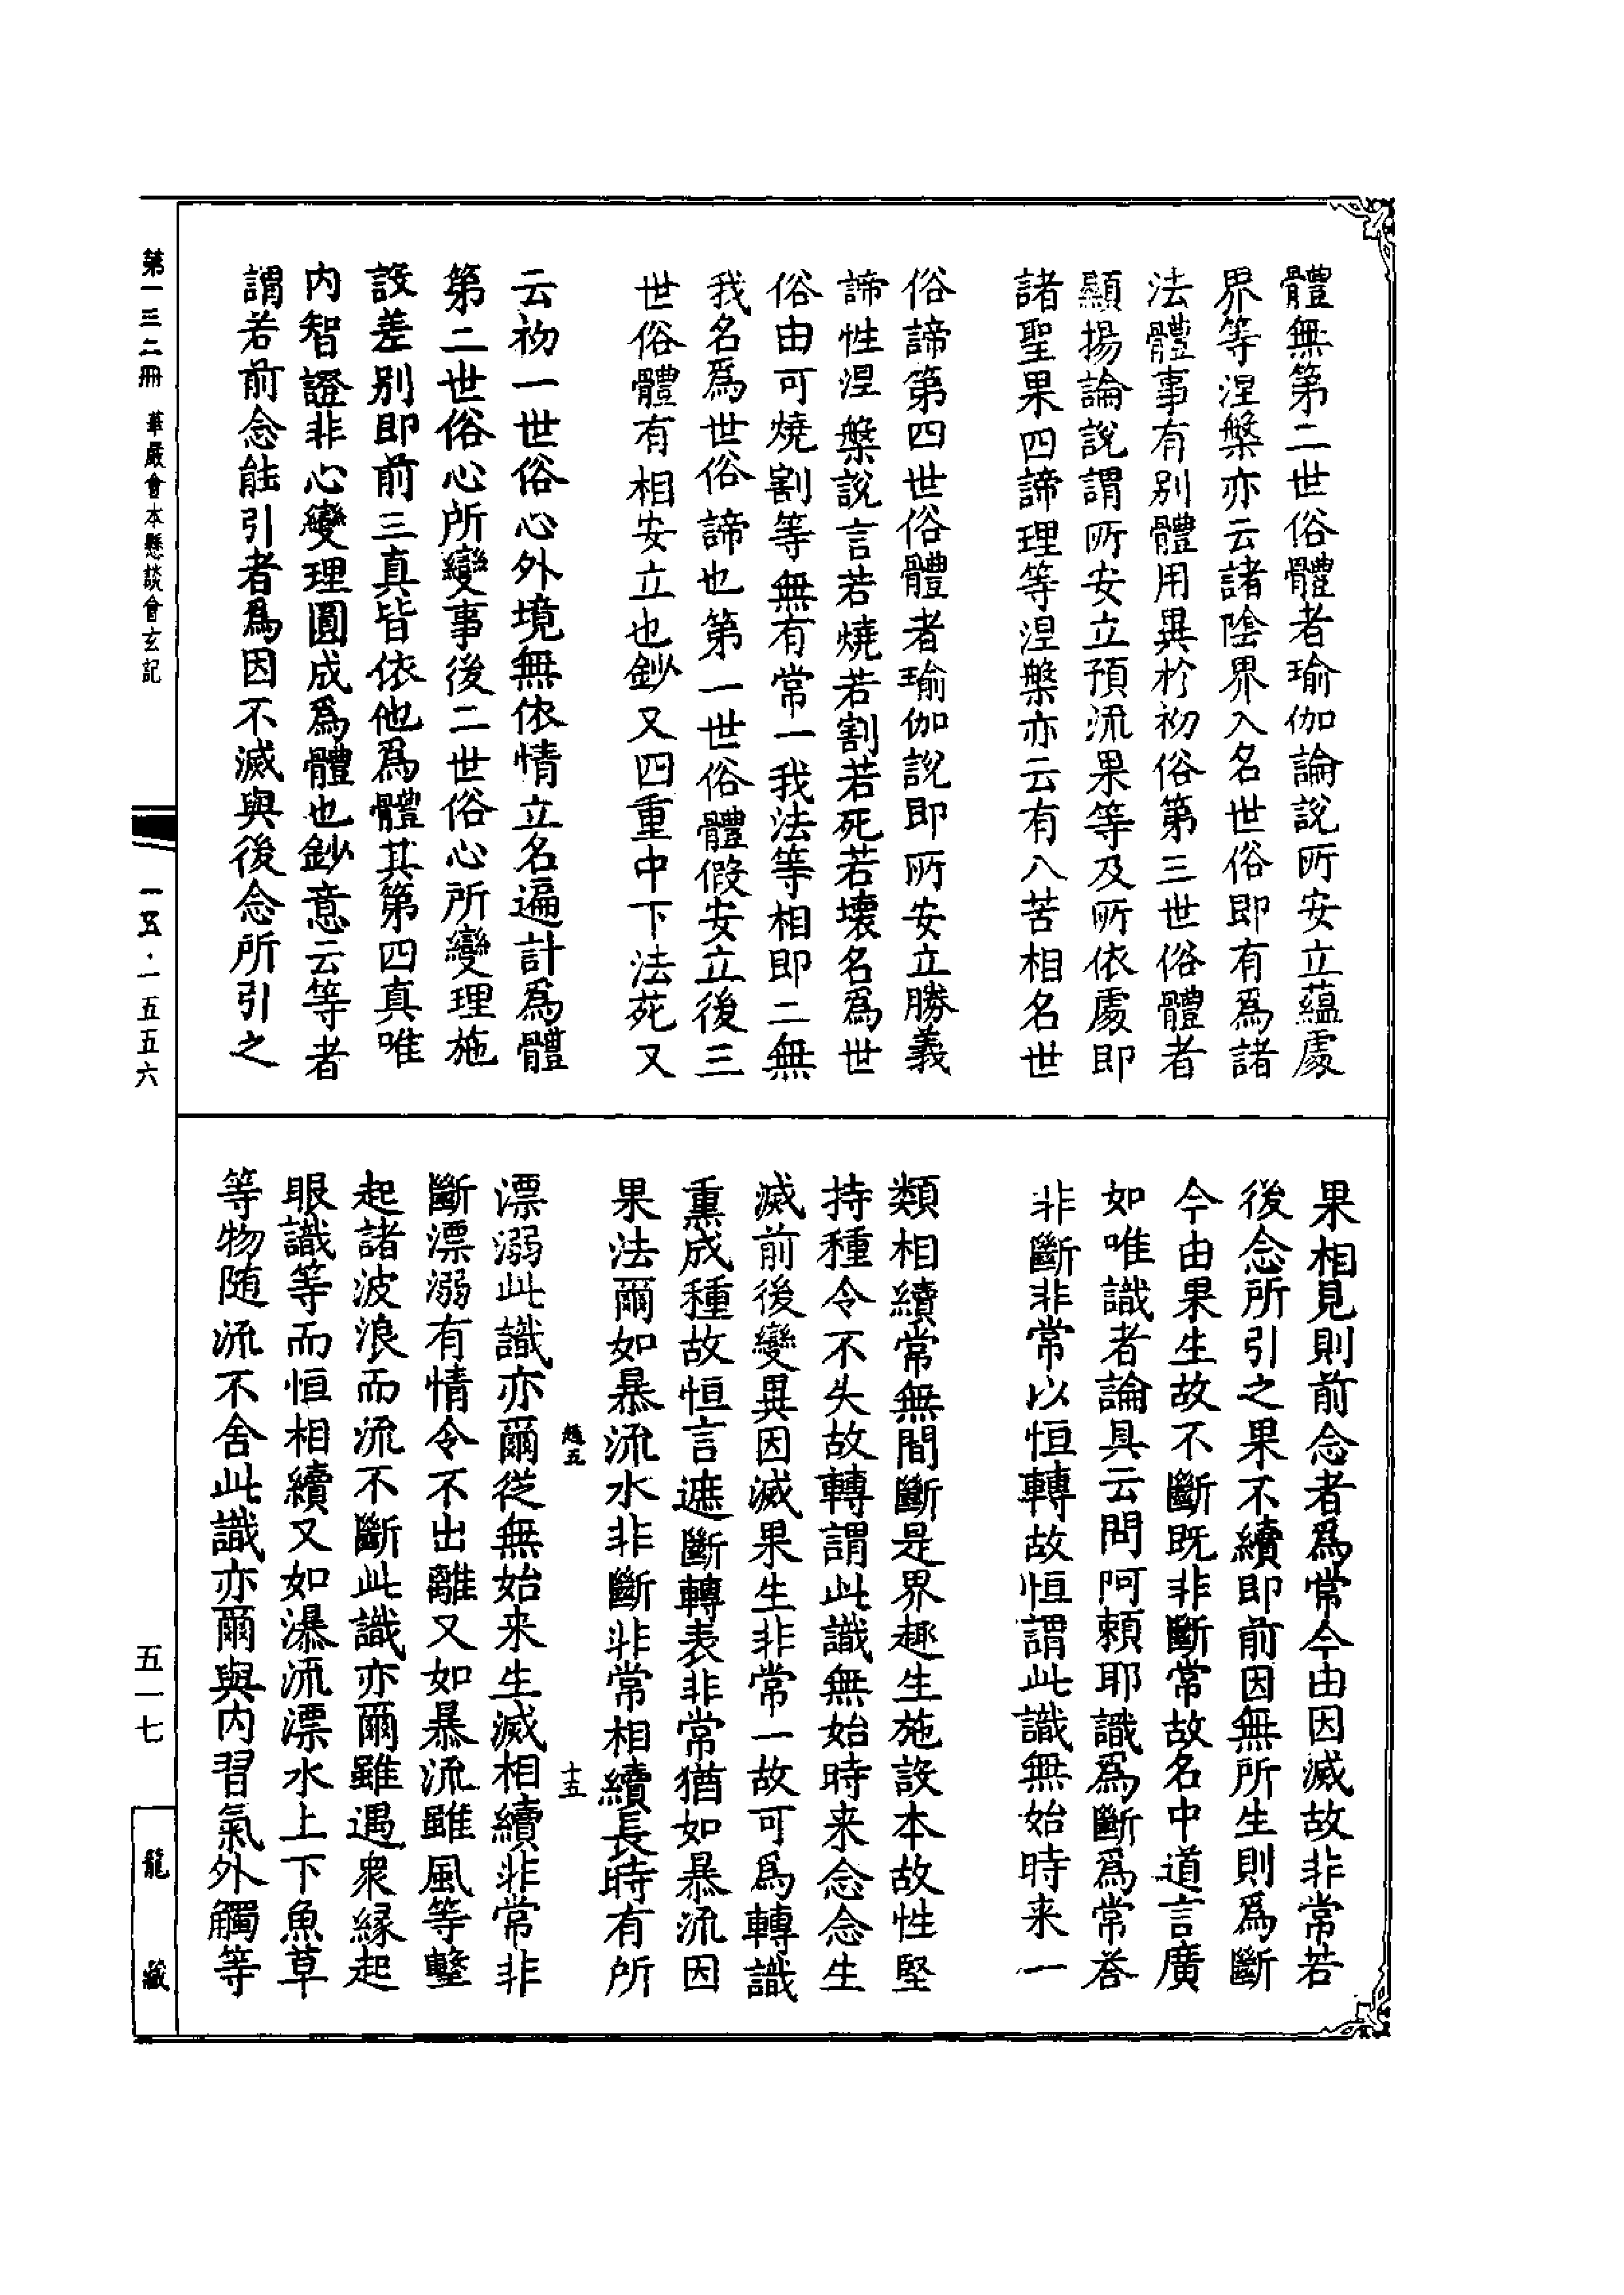 體無第二世俗體者瑜伽論說所安立蘊處
界等涅槃亦云諸陰界入名世俗即有為諸
法體事有別體用異於初俗第三世俗體者
顯揚論說謂所安立預流果等及所依處即
諸聖果四諦理等涅槃亦云有八苦相名世
俗諦第四世俗體者瑜伽說即所安立勝義
諦性涅槃說言若燒若割若死若壞名為世
俗由可燒割等無有常一我法等相即二無
我名為世俗諦也第一世俗體假安立後三
世俗體有相安立也鈔又四重中下法苑又
云初一世俗心外境無依情立名遍計為體
第二世俗心所變事後二世俗心所變理施
設差別即前三真皆依他為體其第四真唯
內智證非心變理圓成為體也鈔意云等者
謂若前念能引者為因不滅與後念所引之
果相見則前念者為常今由因滅故非常若
後念所引之果不續即前因無所生則為斷
今由果生故不斷既非斷常故名中道言廣
如唯識者論具云問阿賴耶識為斷為常荅
非斷非常以恒轉故恒謂此識無始時来一
類相續常無間斷是界趣生施設本故性堅
持種令不失故轉謂此識無始時来念念生
滅前後變異因滅果生非常一故可為轉識
熏成種故恒言遮斷轉表非常猶如暴流因
果法爾如暴流水非斷非常相續長時有所
趙五 十五
漂溺此識亦爾從無始来生滅相續非常非
斷漂溺有情令不出離又如暴流雖風等擊
起諸波浪而流不斷此識亦爾雖遇衆緣起
眼識等而恒相續又如瀑流漂水上下魚草
等物隨流不舍此識亦爾與內習氣外觸等
第一三二冊 華嚴會本懸談會玄記
一五·一五五六
五一七
龍藏